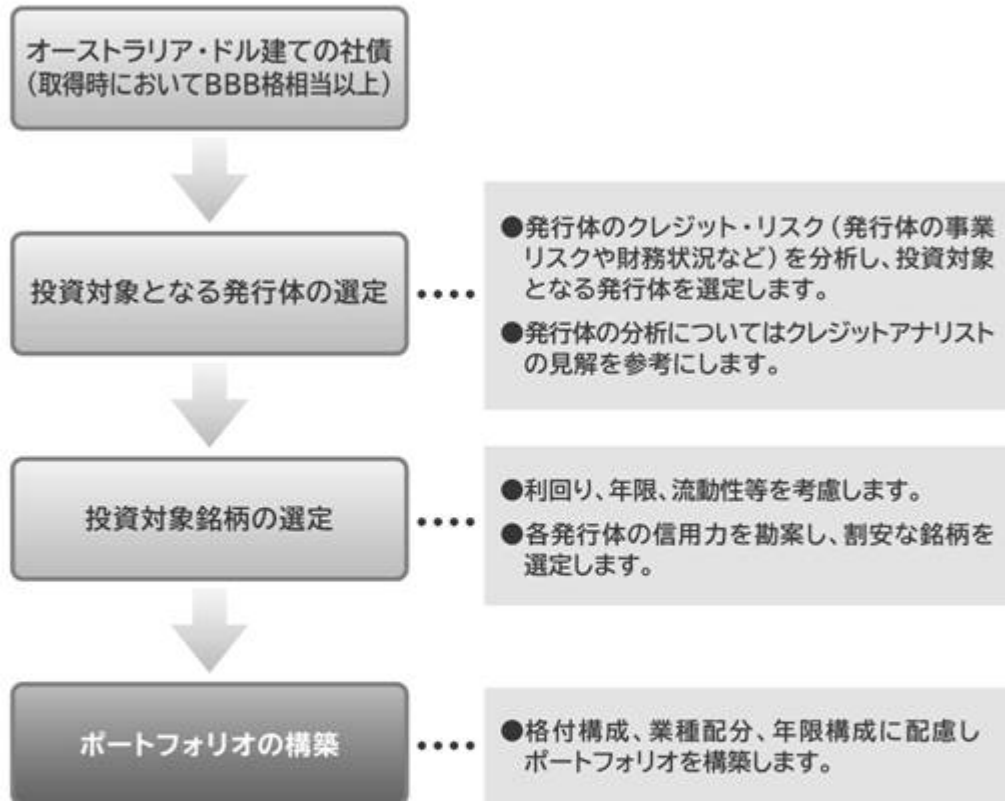 オーストラリア・ドル建ての社債
(取得時においてBBB格相当以上)
投資対象となる発行体の選定
●発行体のクレジット・リスク(発行体の事業
リスクや財務状況など)を分析し、投資対象
となる発行体を選定します。
●発行体の分析についてはクレジットアナリスト
の見解を参考にします。
投資対象銘柄の選定
●利回り、年限、流動性等を考慮します。
●各発行体の信用力を勘案し、割安な銘柄を
選定します。
ポートフォリオの構築
●格付構成、業種配分、年限構成に配慮し
ポートフォリオを構築します。